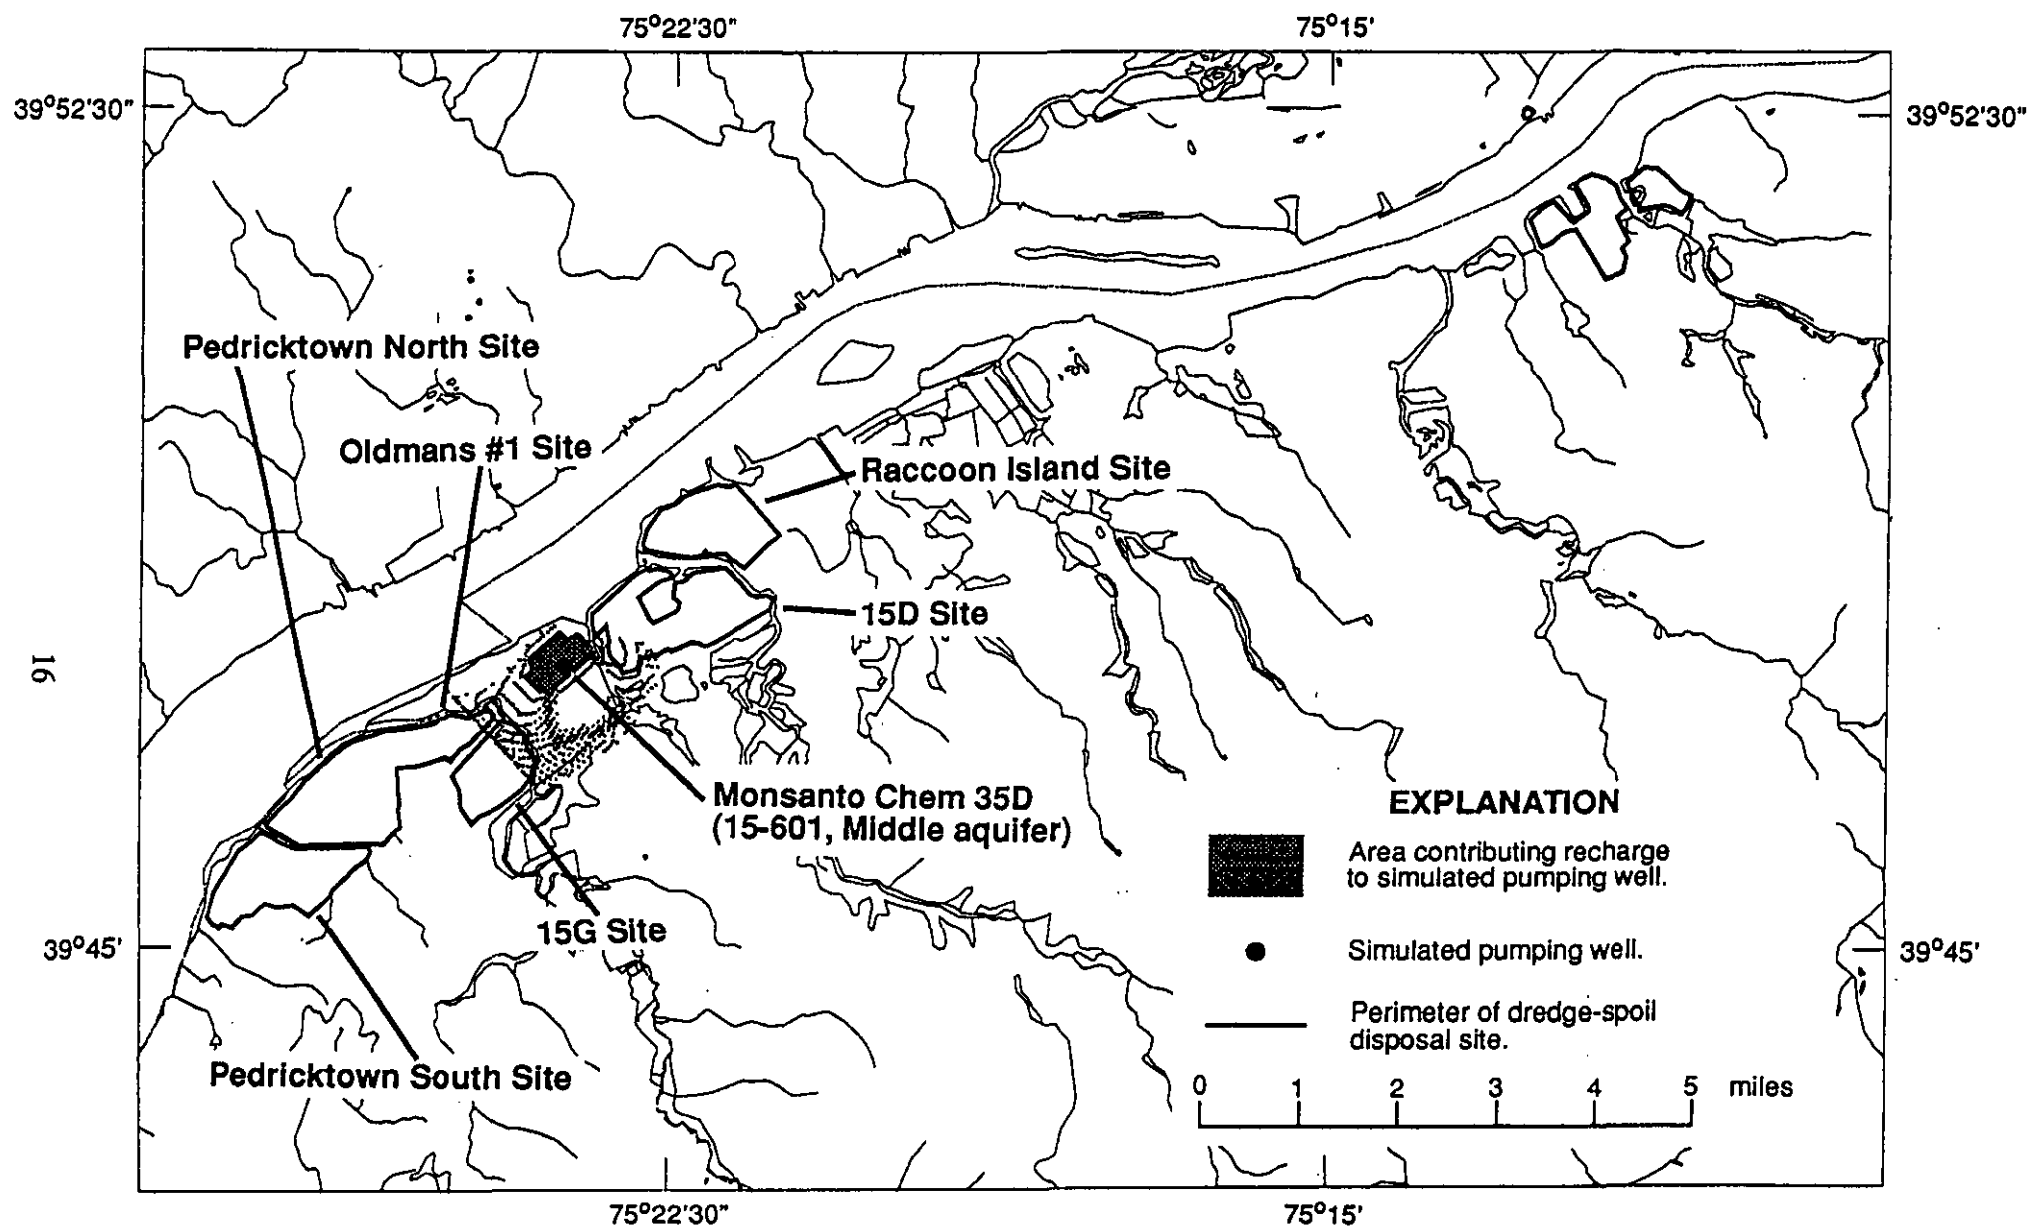 75°22'30" 75°15'
39°52'30" 39°52'30"
Pedricktown North Site
Oldmans #1 Site
Raccoon Island Site
15D Site
16
Monsanto Chem 35D
(15-601, Middle aquifer)
15G Site
Pedricktown South Site
39°45' 39°45'
EXPLANATION
Area contributing recharge
to simulated pumping well.
Simulated pumping well.
Perimeter of dredge-spoil
disposal site.
0 1 2 3 4 5 miles
75°22'30" 75°15'